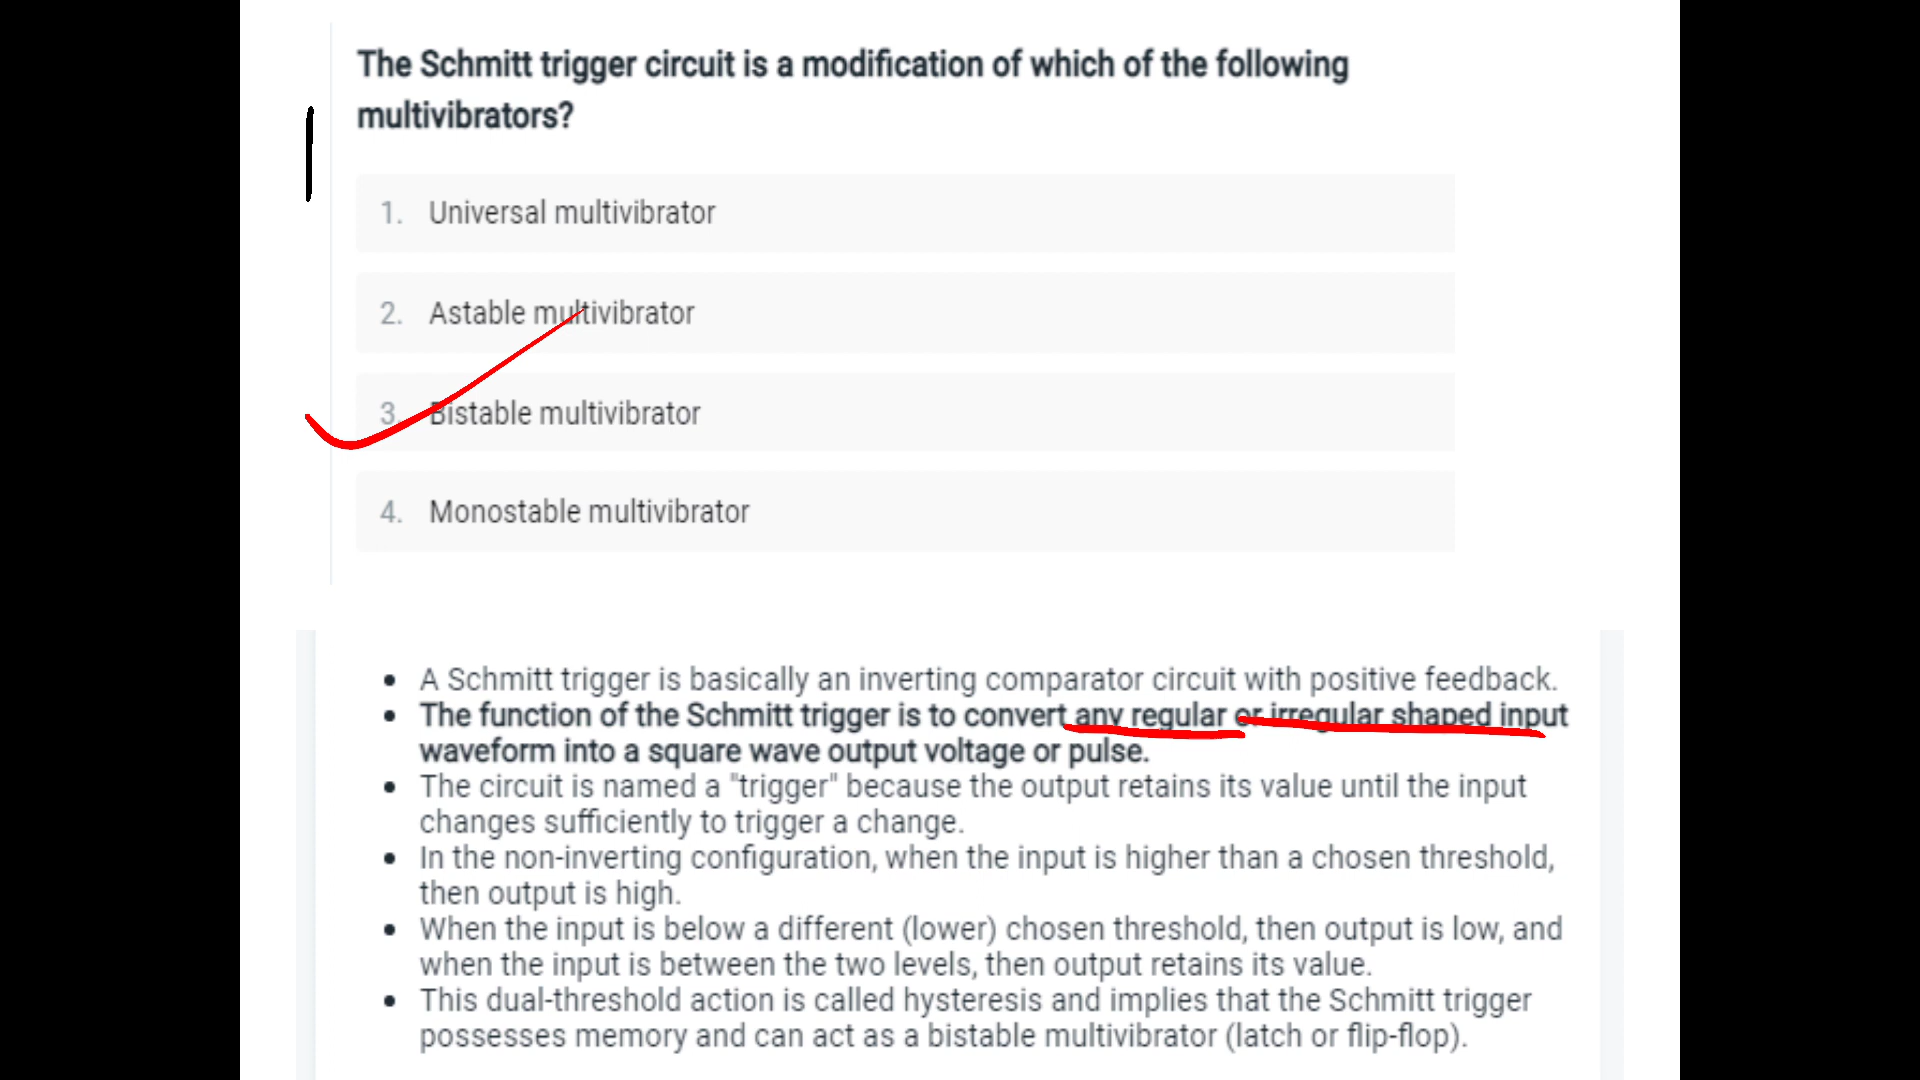 The Schmitt trigger circuit is a modification of which of the following
multivibrators?
1. Universal multivibrator
2. Astable multivibrator
3. Bistable multivibrator
4. Monostable multivibrator
• A Schmitt trigger is basically an inverting comparator circuit with positive feedback.
• The function of the Schmitt trigger is to convert any regular or irregular shaped input
waveform into a square wave output voltage or pulse.
• The circuit is named a "trigger" because the output retains its value until the input
changes sufficiently to trigger a change.
• In the non-inverting configuration, when the input is higher than a chosen threshold,
then output is high.
• When the input is below a different (lower) chosen threshold, then output is low, and
when the input is between the two levels, then output retains its value.
• This dual-threshold action is called hysteresis and implies that the Schmitt trigger
possesses memory and can act as a bistable multivibrator (latch or flip-flop).